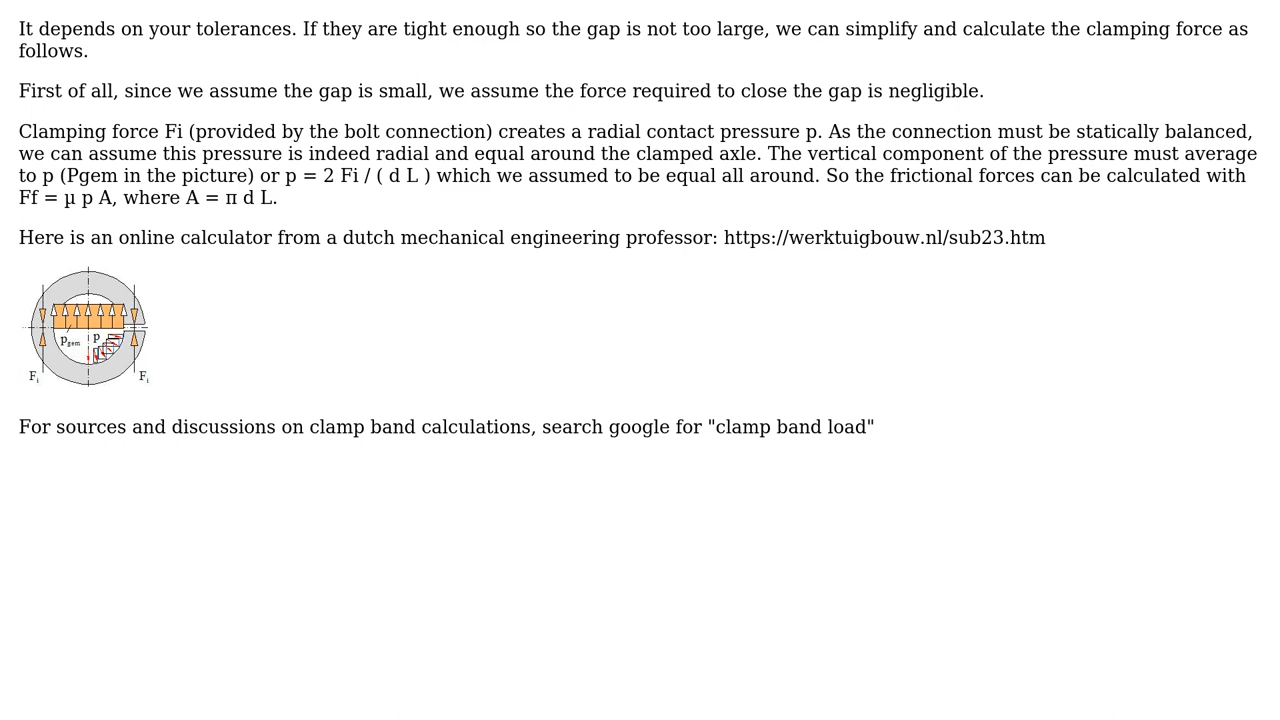 It depends on your tolerances. If they are tight enough so the gap is not too large, we can simplify and calculate the clamping force as
follows.
First of all, since we assume the gap is small, we assume the force required to close the gap is negligible.
Clamping force Fi (provided by the bolt connection) creates a radial contact pressure p. As the connection must be statically balanced,
we can assume this pressure is indeed radial and equal around the clamped axle. The vertical component of the pressure must average
to p (Pgem in the picture) or p = 2 Fi / ( d L ) which we assumed to be equal all around. So the frictional forces can be calculated with
Ff = μ p A, where A = π d L.
Here is an online calculator from a dutch mechanical engineering professor: https://werktuigbouw.nl/sub23.htm
pgem p
Fi Fi
For sources and discussions on clamp band calculations, search google for "clamp band load"